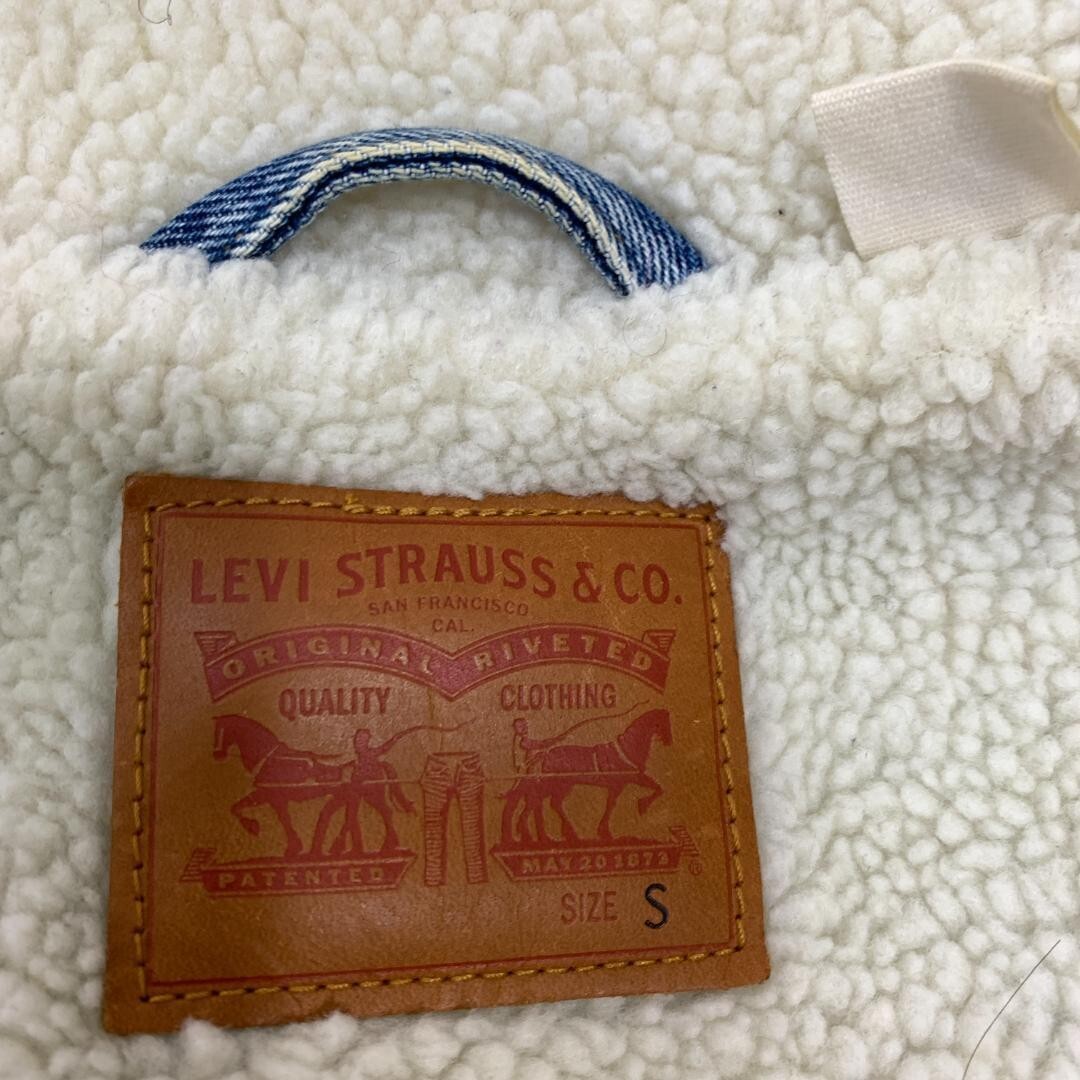 LEVI STRAUSS & CO.
SAN FRANCISCO
CAL.
ORIGINAL RIVETED
QUALITY CLOTHING
PATENTED MAY 20 1873 ®
SIZE S